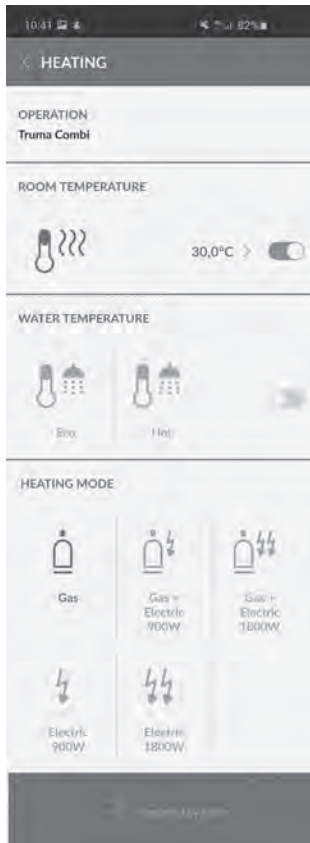 10:41 82%
< HEATING
OPERATION
Truma Combi
ROOM TEMPERATURE
30,0°C >
WATER TEMPERATURE
Eco Hot
HEATING MODE
Gas Gas + Gas +
Electric Electric
900W 1800W
Electric Electric
900W 1800W